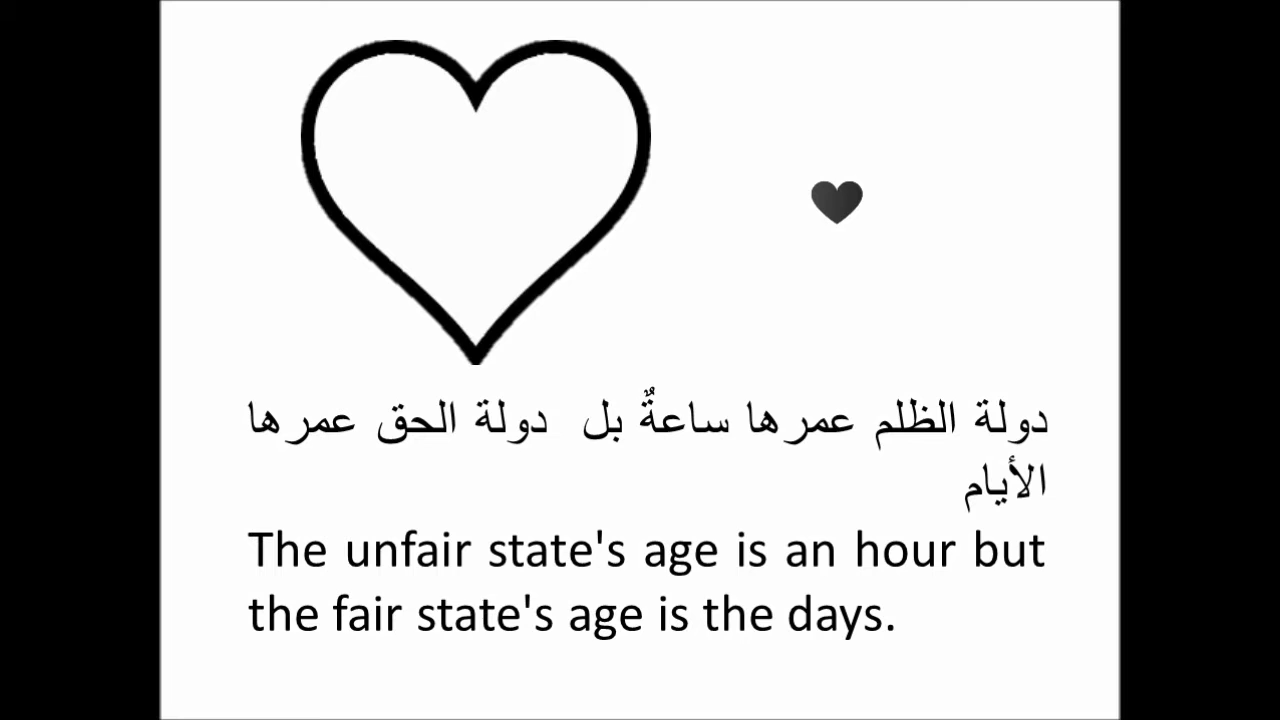 دولة الظلم عمرها ساعةٌ بل دولة الحق عمرها
الأيام
The unfair state's age is an hour but
the fair state's age is the days.